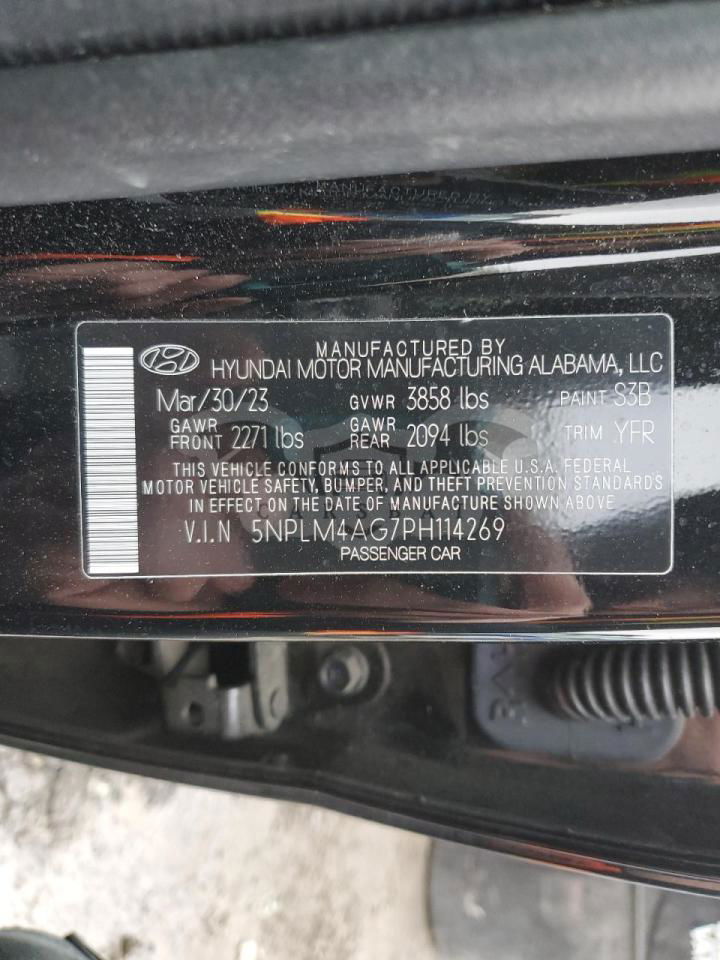 MANUFACTURED BY
HYUNDAI MOTOR MANUFACTURING ALABAMA, LLC
Mar/30/23 GVWR 3858 lbs PAINT S3B
GAWR FRONT 2271 lbs GAWR REAR 2094 lbs TRIM YFR
THIS VEHICLE CONFORMS TO ALL APPLICABLE U.S.A. FEDERAL
MOTOR VEHICLE SAFETY, BUMPER, AND THEFT PREVENTION STANDARDS
IN EFFECT ON THE DATE OF MANUFACTURE SHOWN ABOVE.
V.I.N 5NPLM4AG7PH114269
PASSENGER CAR